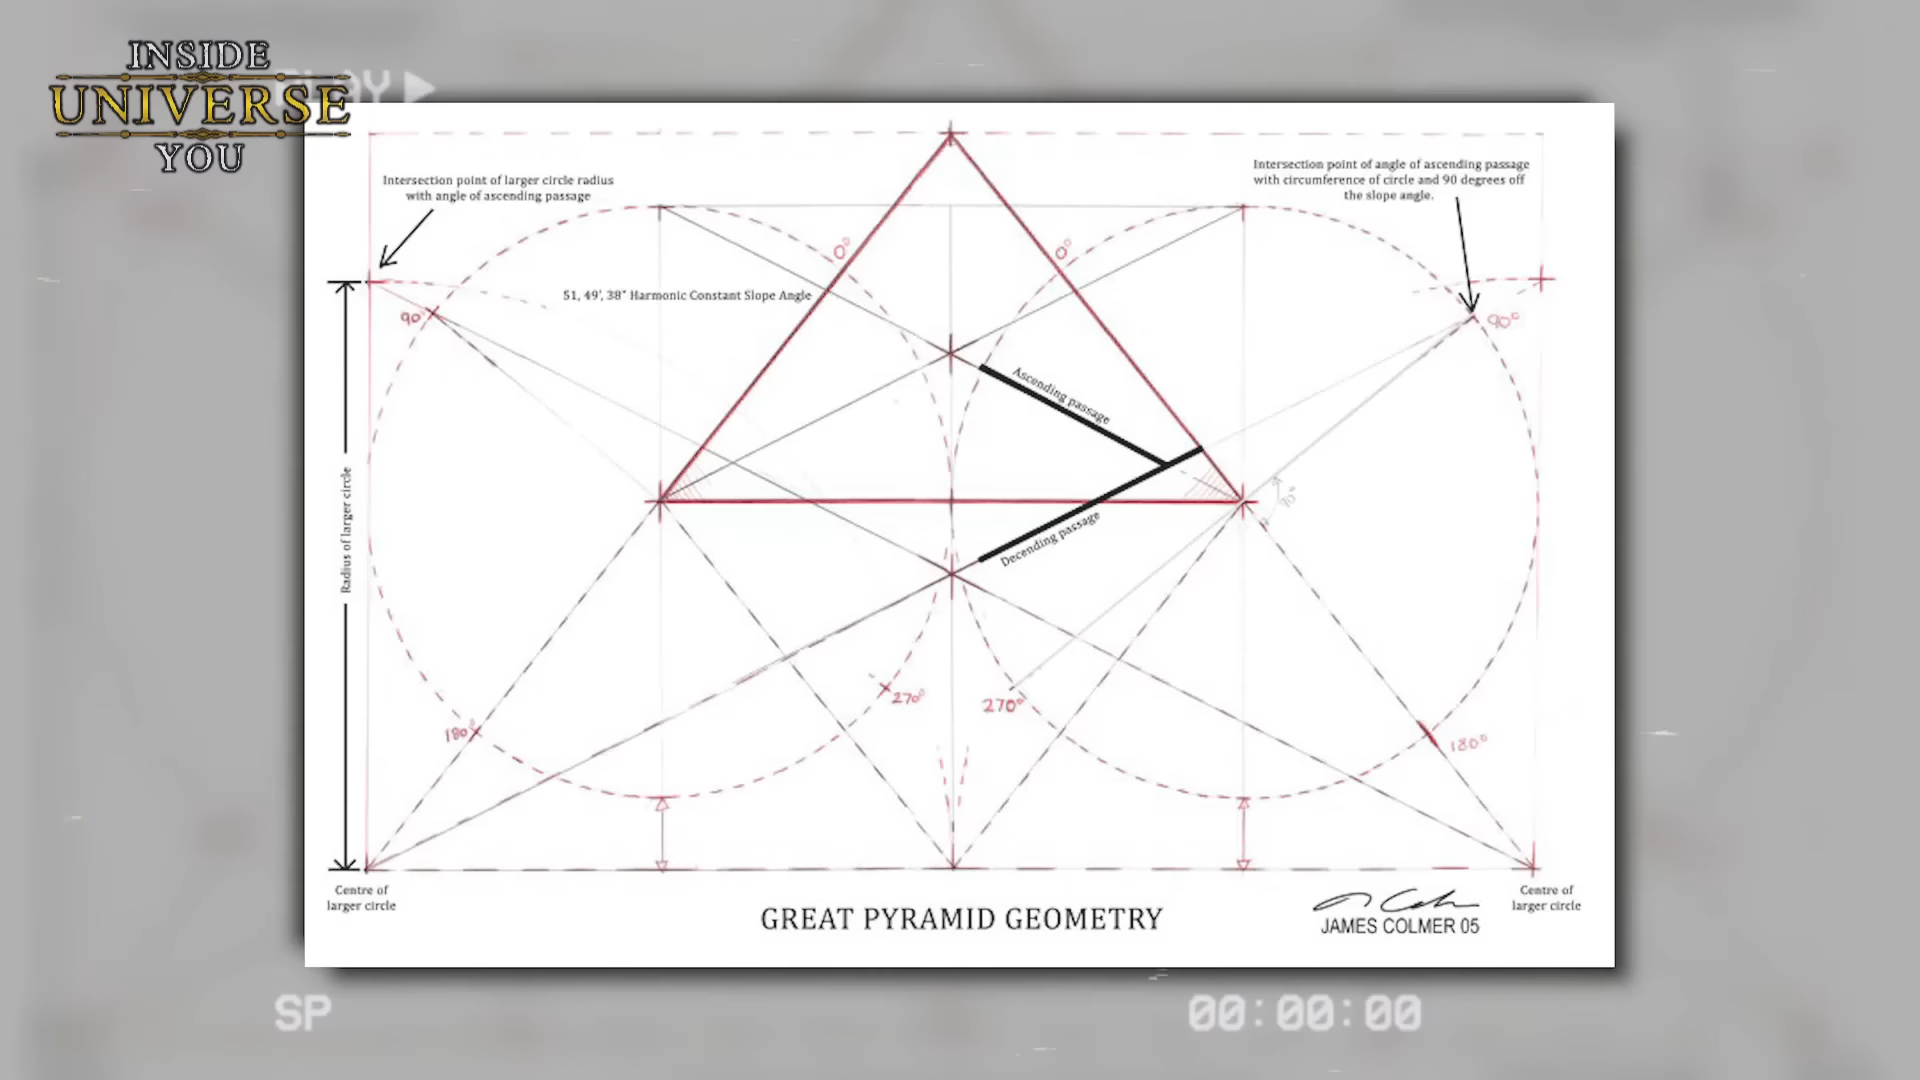 INSIDE
UNIVERSE
YOU
PLAY
Intersection point of larger circle radius
with angle of ascending passage
Intersection point of angle of ascending passage
with circumference of circle and 90 degrees off
the slope angle.
0°
0°
51, 49', 38" Harmonic Constant Slope Angle
90°
90°
Ascending passage
Radius of larger circle
90°
Decending passage
270°
270°
180°
180°
Centre of
larger circle
Centre of
larger circle
GREAT PYRAMID GEOMETRY
JAMES COLMER 05
SP
00:00:00